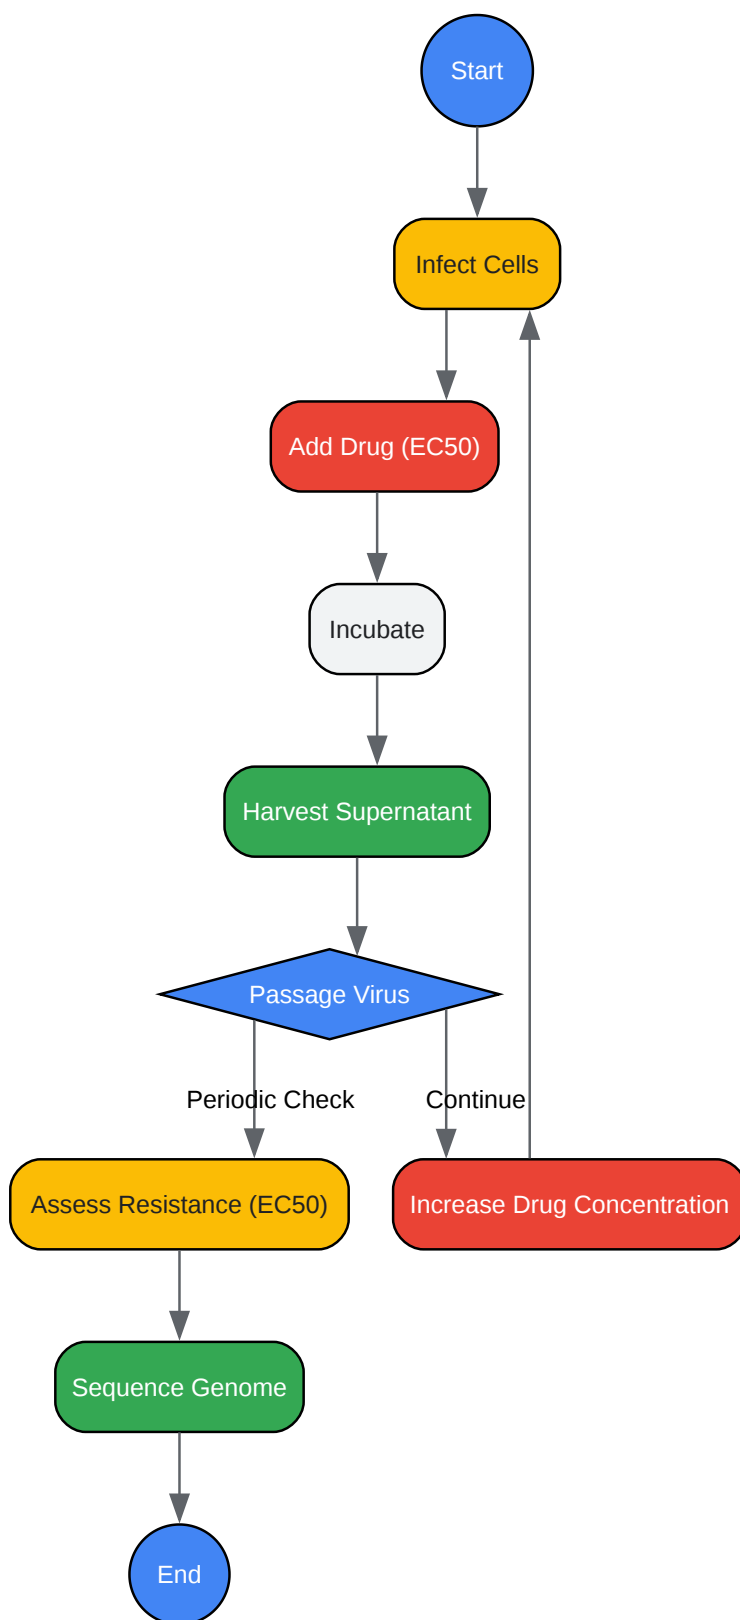 Start
Infect Cells
Add Drug (EC50)
Incubate
Harvest Supernatant
Passage Virus
Periodic Check
Continue
Assess Resistance (EC50)
Increase Drug Concentration
Sequence Genome
End